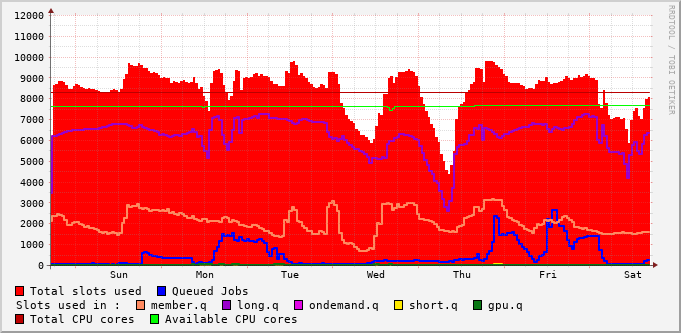 12000
11000
10000
9000
8000
7000
6000
5000
4000
3000
2000
1000
0
Sun Mon Tue Wed Thu Fri Sat
RRDTOOL / TOBI OETIKER
Total slots used Queued Jobs
Slots used in : member.q long.q ondemand.q short.q gpu.q
Total CPU cores Available CPU cores